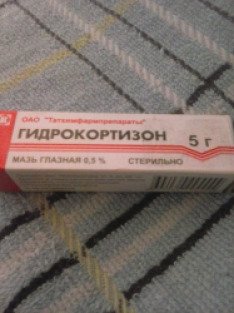 ОАО "Татхимфармпрепараты"
ГИДРОКОРТИЗОН 5 г
МАЗЬ ГЛАЗНАЯ 0,5 % СТЕРИЛЬНО